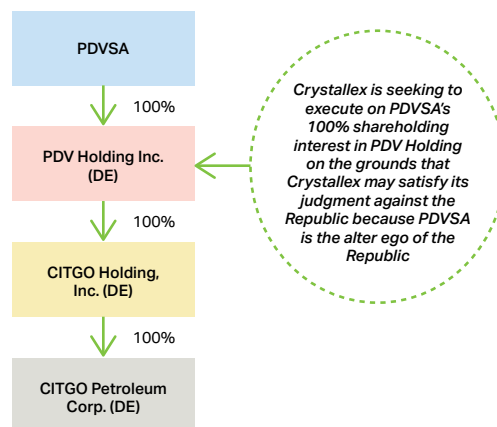 PDVSA
100%
PDV Holding Inc.
(DE)
100%
CITGO Holding,
Inc. (DE)
100%
CITGO Petroleum
Corp. (DE)
Crystallex is seeking to
execute on PDVSA’s
100% shareholding
interest in PDV Holding
on the grounds that
Crystallex may satisfy its
judgment against the
Republic because PDVSA
is the alter ego of the
Republic